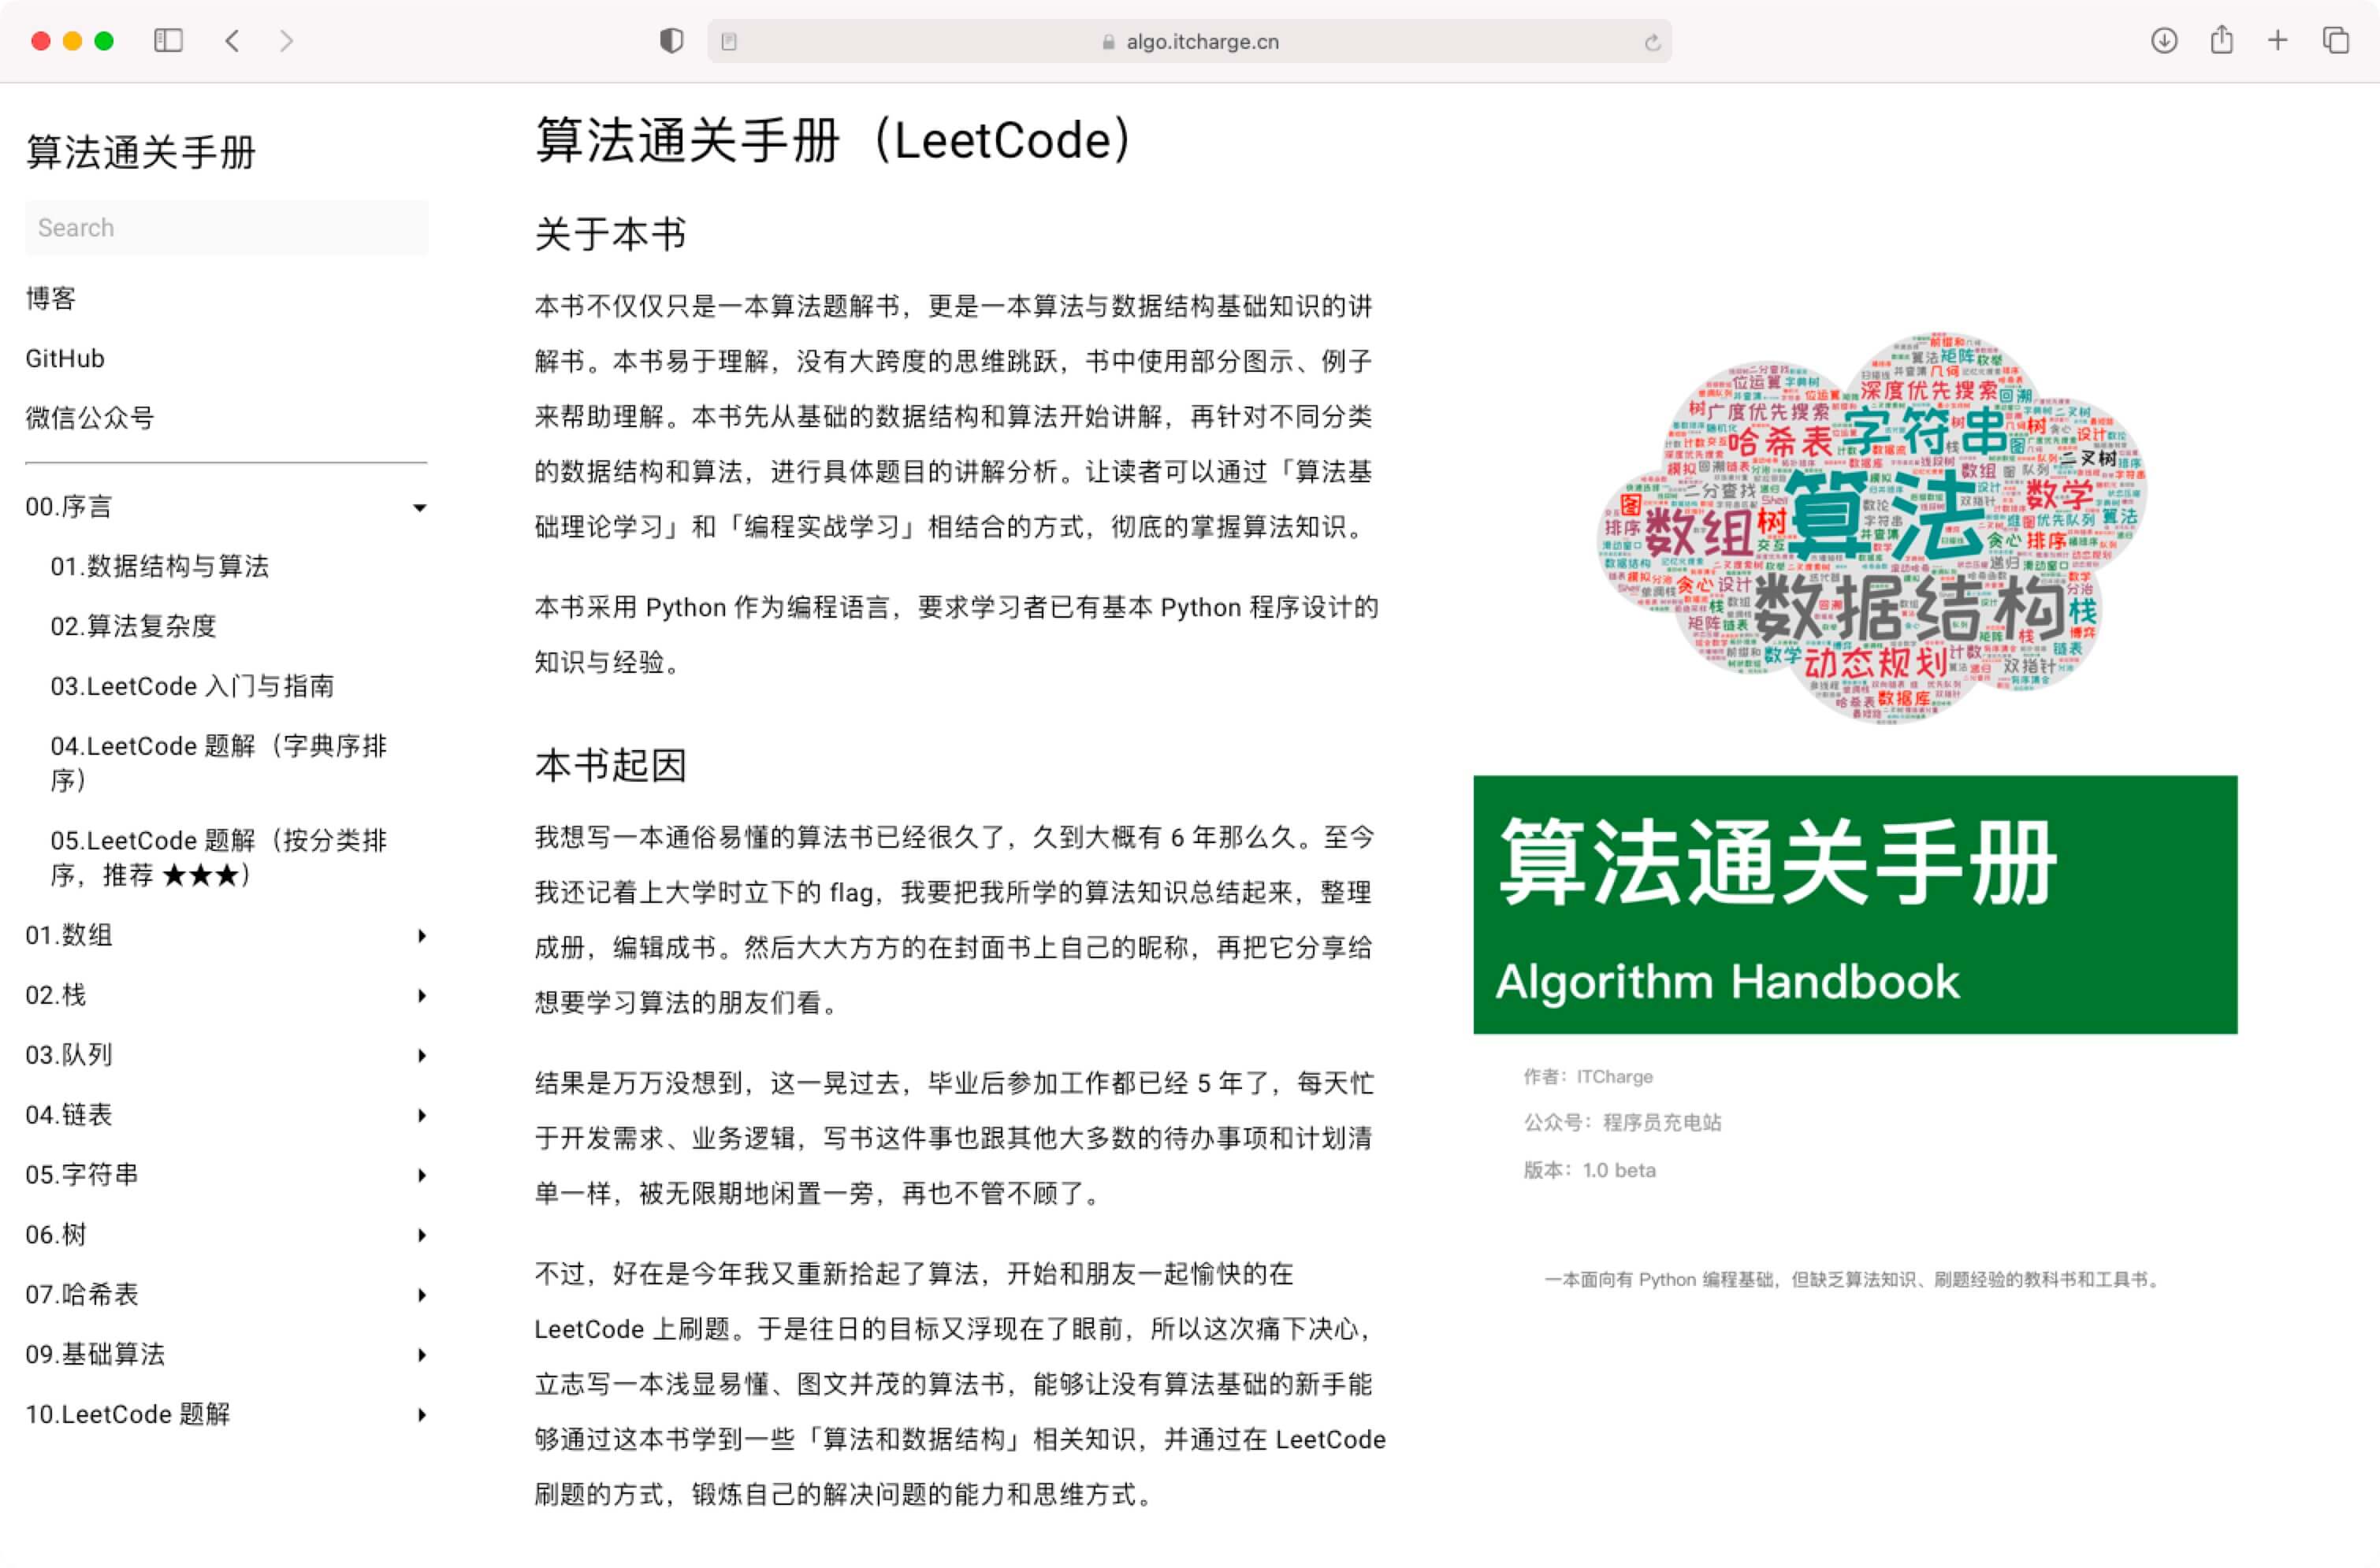 algo.itcharge.cn
算法通关手册
Search
博客
GitHub
微信公众号
00.序言
01.数据结构与算法
02.算法复杂度
03.LeetCode 入门与指南
04.LeetCode 题解（字典序排
序）
05.LeetCode 题解（按分类排
序，推荐 ★★★）
01.数组
02.栈
03.队列
04.链表
05.字符串
06.树
07.哈希表
09.基础算法
10.LeetCode 题解
算法通关手册（LeetCode）
关于本书
本书不仅仅只是一本算法题解书，更是一本算法与数据结构基础知识的讲
解书。本书易于理解，没有大跨度的思维跳跃，书中使用部分图示、例子
来帮助理解。本书先从基础的数据结构和算法开始讲解，再针对不同分类
的数据结构和算法，进行具体题目的讲解分析。让读者可以通过「算法基
础理论学习」和「编程实战学习」相结合的方式，彻底的掌握算法知识。
本书采用 Python 作为编程语言，要求学习者已有基本 Python 程序设计的
知识与经验。
本书起因
我想写一本通俗易懂的算法书已经很久了，久到大概有 6 年那么久。至今
我还记着上大学时立下的 flag，我要把我所学的算法知识总结起来，整理
成册，编辑成书。然后大大方方的在封面书上自己的昵称，再把它分享给
想要学习算法的朋友们看。
结果是万万没想到，这一晃过去，毕业后参加工作都已经 5 年了，每天忙
于开发需求、业务逻辑，写书这件事也跟其他大多数的待办事项和计划清
单一样，被无限期地闲置一旁，再也不管不顾了。
不过，好在是今年我又重新拾起了算法，开始和朋友一起愉快的在
LeetCode 上刷题。于是往日的目标又浮现在了眼前，所以这次痛下决心，
立志写一本浅显易懂、图文并茂的算法书，能够让没有算法基础的新手能
够通过这本书学到一些「算法和数据结构」相关知识，并通过在 LeetCode
刷题的方式，锻炼自己的解决问题的能力和思维方式。
深度优先搜索
广度优先搜索
字符串
哈希表
二叉树
二分查找
算法
数学
数组
树
图
排序
优先队列
贪心
设计
数据结构
栈
矩阵
链表
数学
动态规划
计数
双指针
数据库
哈希表
算法通关手册
Algorithm Handbook
作者：ITCharge
公众号：程序员充电站
版本：1.0 beta
一本面向有 Python 编程基础，但缺乏算法知识、刷题经验的教科书和工具书。